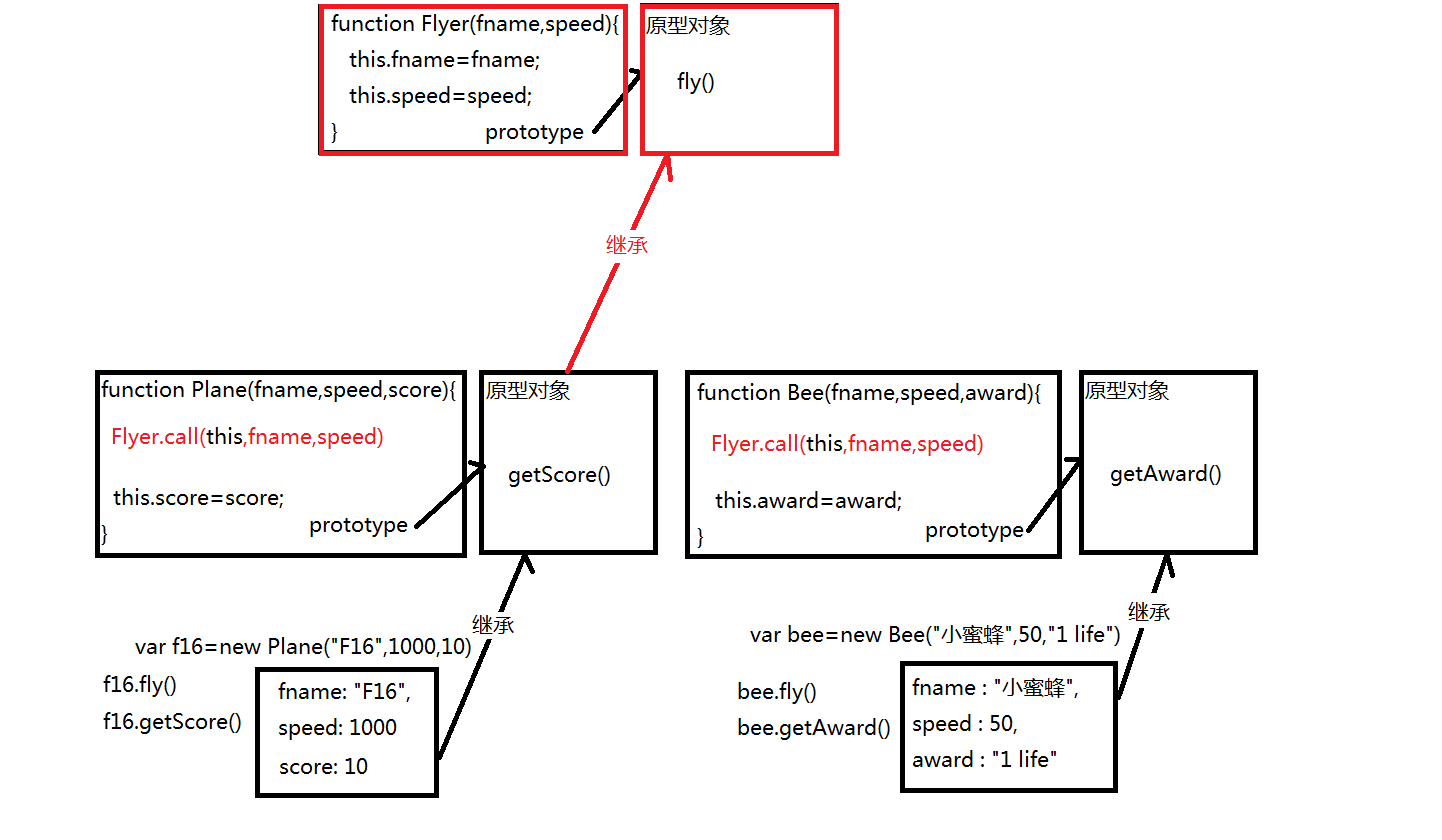 function Flyer(fname,speed){
this.fname=fname;
this.speed=speed;
}
prototype
原型对象
fly()
继承
function Plane(fname,speed,score){
Flyer.call(this,fname,speed)
this.score=score;
prototype
}
原型对象
getScore()
function Bee(fname,speed,award){
Flyer.call(this,fname,speed)
this.award=award;
prototype
}
原型对象
getAward()
继承
var f16=new Plane("F16",1000,10)
f16.fly()
f16.getScore()
fname: "F16",
speed: 1000
score: 10
继承
var bee=new Bee("小蜜蜂",50,"1 life")
bee.fly()
bee.getAward()
fname : "小蜜蜂",
speed : 50,
award : "1 life"